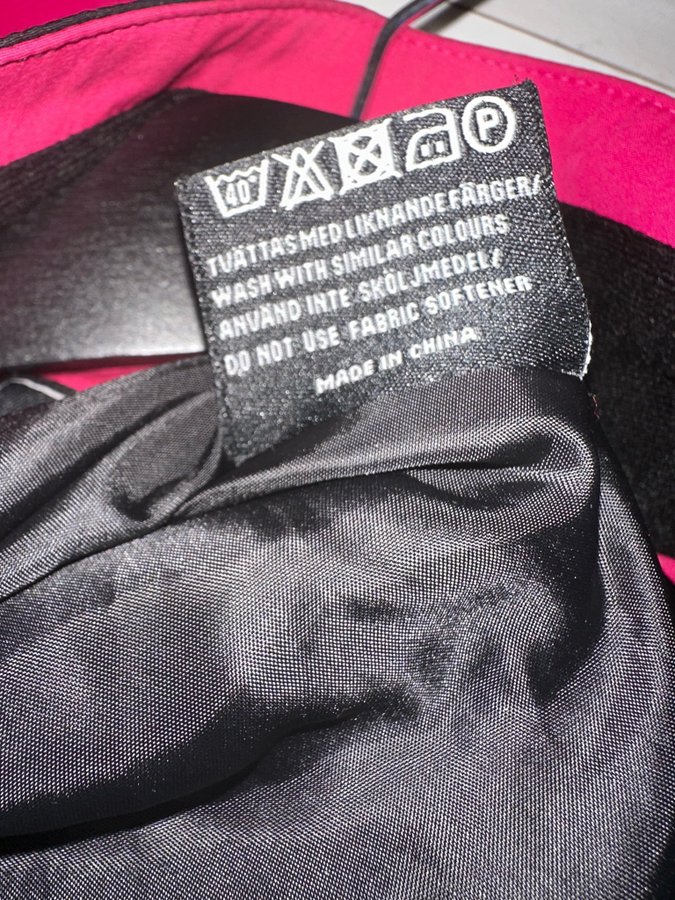 40 P
TVÄTTAS MED LIKNANDE FÄRGER/
WASH WITH SIMILAR COLOURS
ANVÄND INTE SKÖLJMEDEL/
DO NOT USE FABRIC SOFTENER
MADE IN CHINA